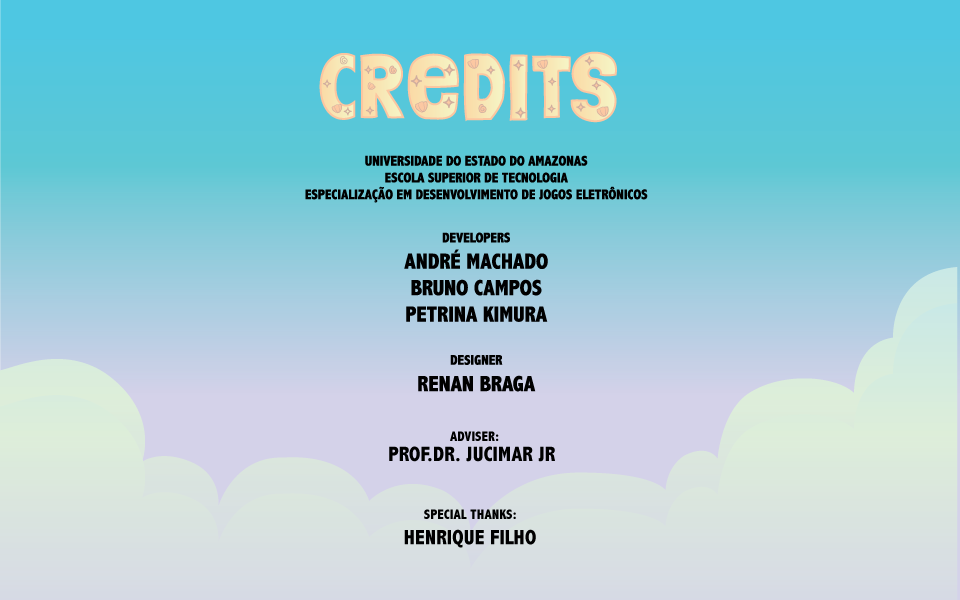 CREDITS
UNIVERSIDADE DO ESTADO DO AMAZONAS
ESCOLA SUPERIOR DE TECNOLOGIA
ESPECIALIZAÇÃO EM DESENVOLVIMENTO DE JOGOS ELETRÔNICOS
DEVELOPERS
ANDRÉ MACHADO
BRUNO CAMPOS
PETRINA KIMURA
DESIGNER
RENAN BRAGA
ADVISER:
PROF.DR. JUCIMAR JR
SPECIAL THANKS:
HENRIQUE FILHO